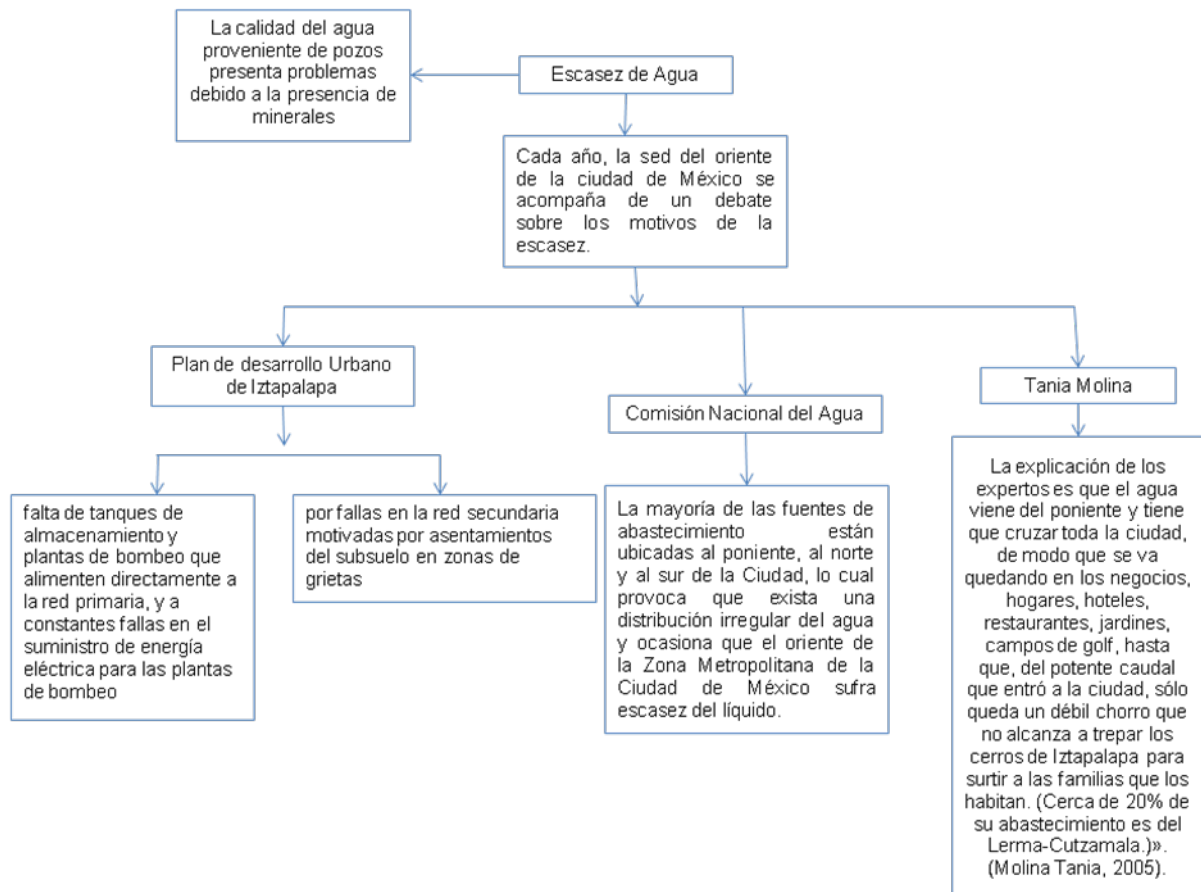 La calidad del agua
proveniente de pozos
presenta problemas
debido a la presencia de
minerales
Escasez de Agua
Cada año, la sed del oriente
de la ciudad de México se
acompaña de un debate
sobre los motivos de la
escasez.
Plan de desarrollo Urbano
de Iztapalapa
falta de tanques de
almacenamiento y
plantas de bombeo que
alimenten directamente a
la red primaria, y a
constantes fallas en el
suministro de energía
eléctrica para las plantas
de bombeo
por fallas en la red secundaria
motivadas por asentamientos
del subsuelo en zonas de
grietas
Comisión Nacional del Agua
La mayoría de las fuentes de
abastecimiento están
ubicadas al poniente, al norte
y al sur de la Ciudad, lo cual
provoca que exista una
distribución irregular del agua
y ocasiona que el oriente de
la Zona Metropolitana de la
Ciudad de México sufra
escasez del líquido.
Tania Molina
La explicación de los
expertos es que el agua
viene del poniente y tiene
que cruzar toda la ciudad,
de modo que se va
quedando en los negocios,
hogares, hoteles,
restaurantes, jardines,
campos de golf, hasta
que, del potente caudal
que entró a la ciudad, sólo
queda un débil chorro que
no alcanza a trepar los
cerros de Iztapalapa para
surtir a las familias que los
habitan. (Cerca de 20% de
su abastecimiento es del
Lerma-Cutzamala.)».
(Molina Tania, 2005).